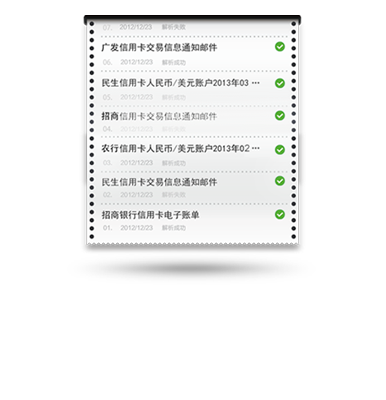 07. 2012/12/23 解析失败
广发信用卡交易信息通知邮件
06. 2012/12/23 解析成功
民生信用卡人民币/美元账户2013年03 ...
05. 2012/12/23 解析成功
招商信用卡交易信息通知邮件
04. 2012/12/23 解析成功
农行信用卡人民币/美元账户2013年02 ...
03. 2012/12/23 解析成功
民生信用卡交易信息通知邮件
02. 2012/12/23 解析失败
招商银行信用卡电子账单
01. 2012/12/23 解析成功